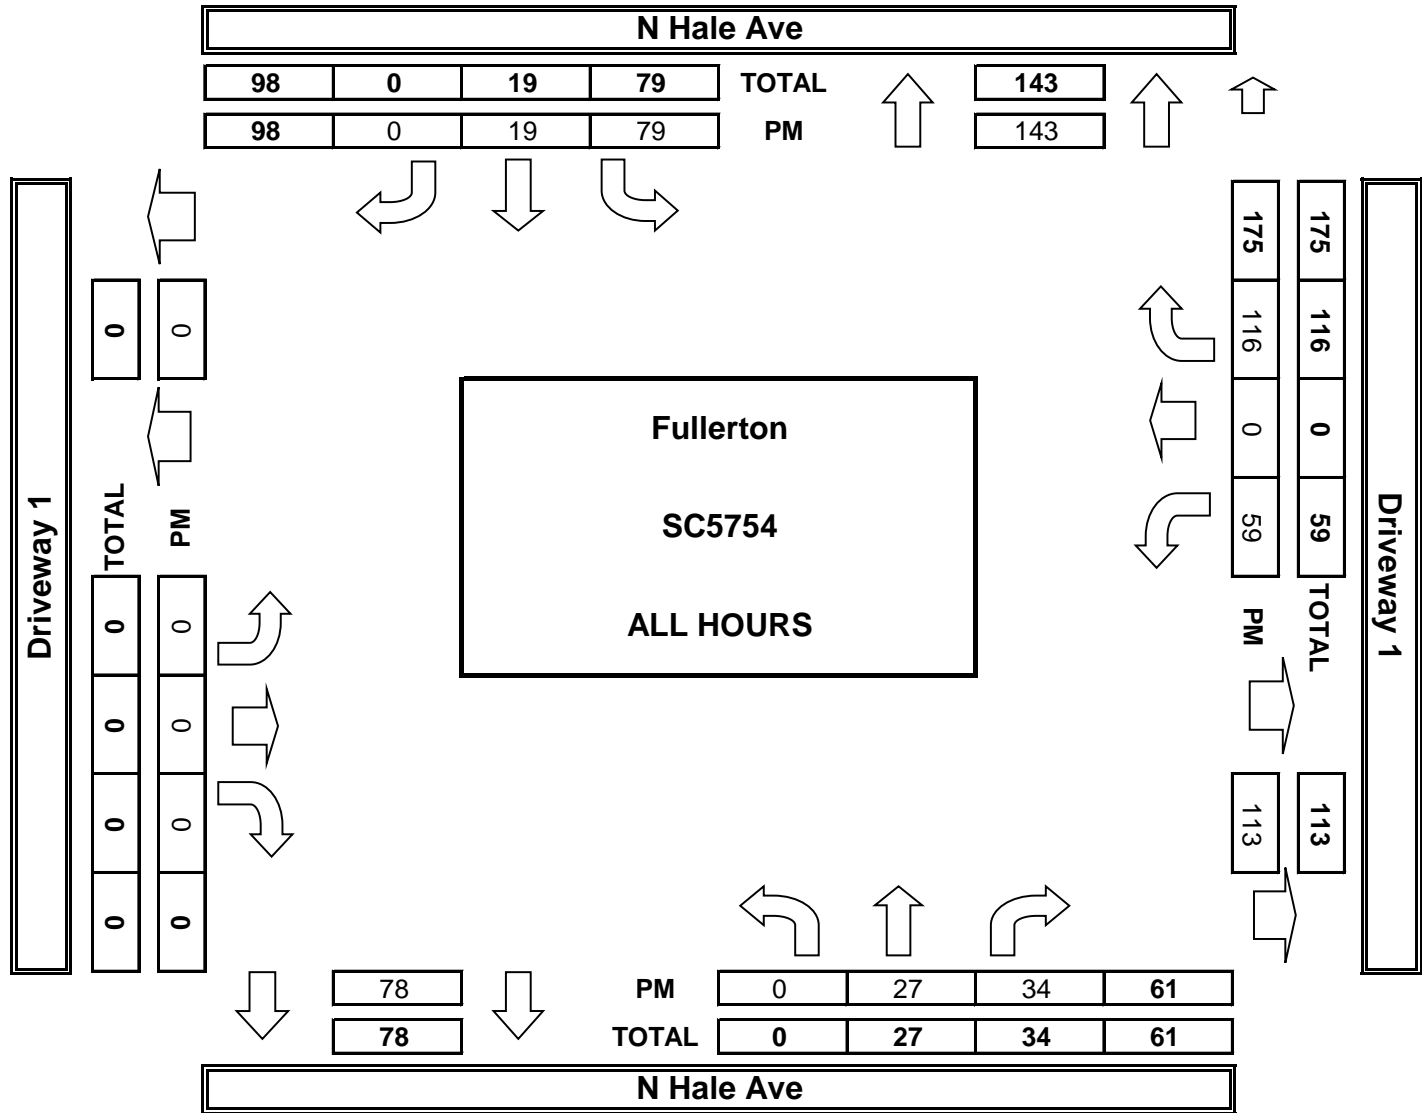 N Hale Ave
98 0 19 79 TOTAL 143
98 0 19 79 PM 143
Driveway 1
0 0
TOTAL PM
0 0
0 0
0 0
0 0
Fullerton
SC5754
ALL HOURS
175 175
116 116
0 0
59 59
PM TOTAL
113 113
Driveway 1
78 PM 0 27 34 61
78 TOTAL 0 27 34 61
N Hale Ave